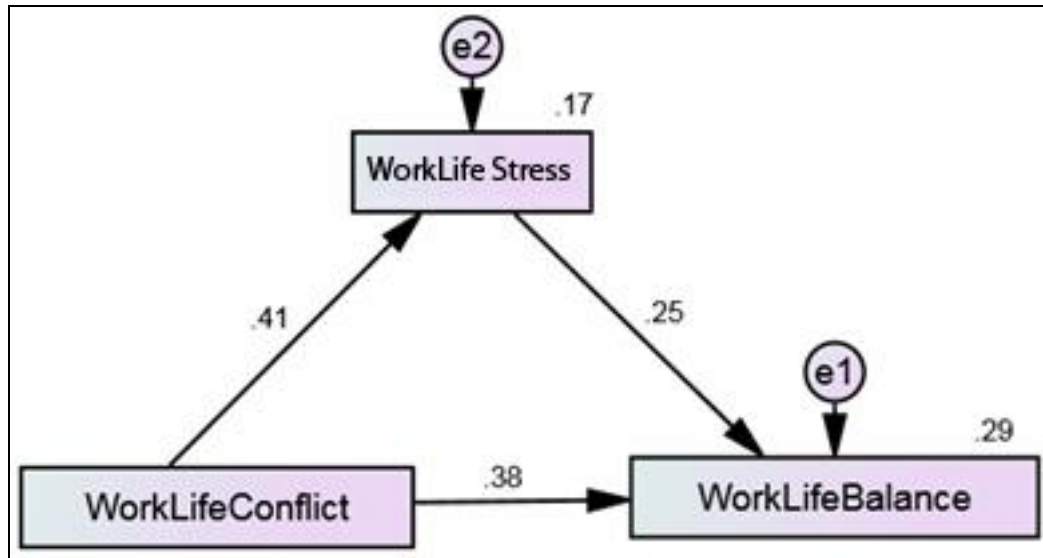 e2
.17
WorkLife Stress
.41
.25
e1
.29
.38
WorkLifeConflict
WorkLifeBalance